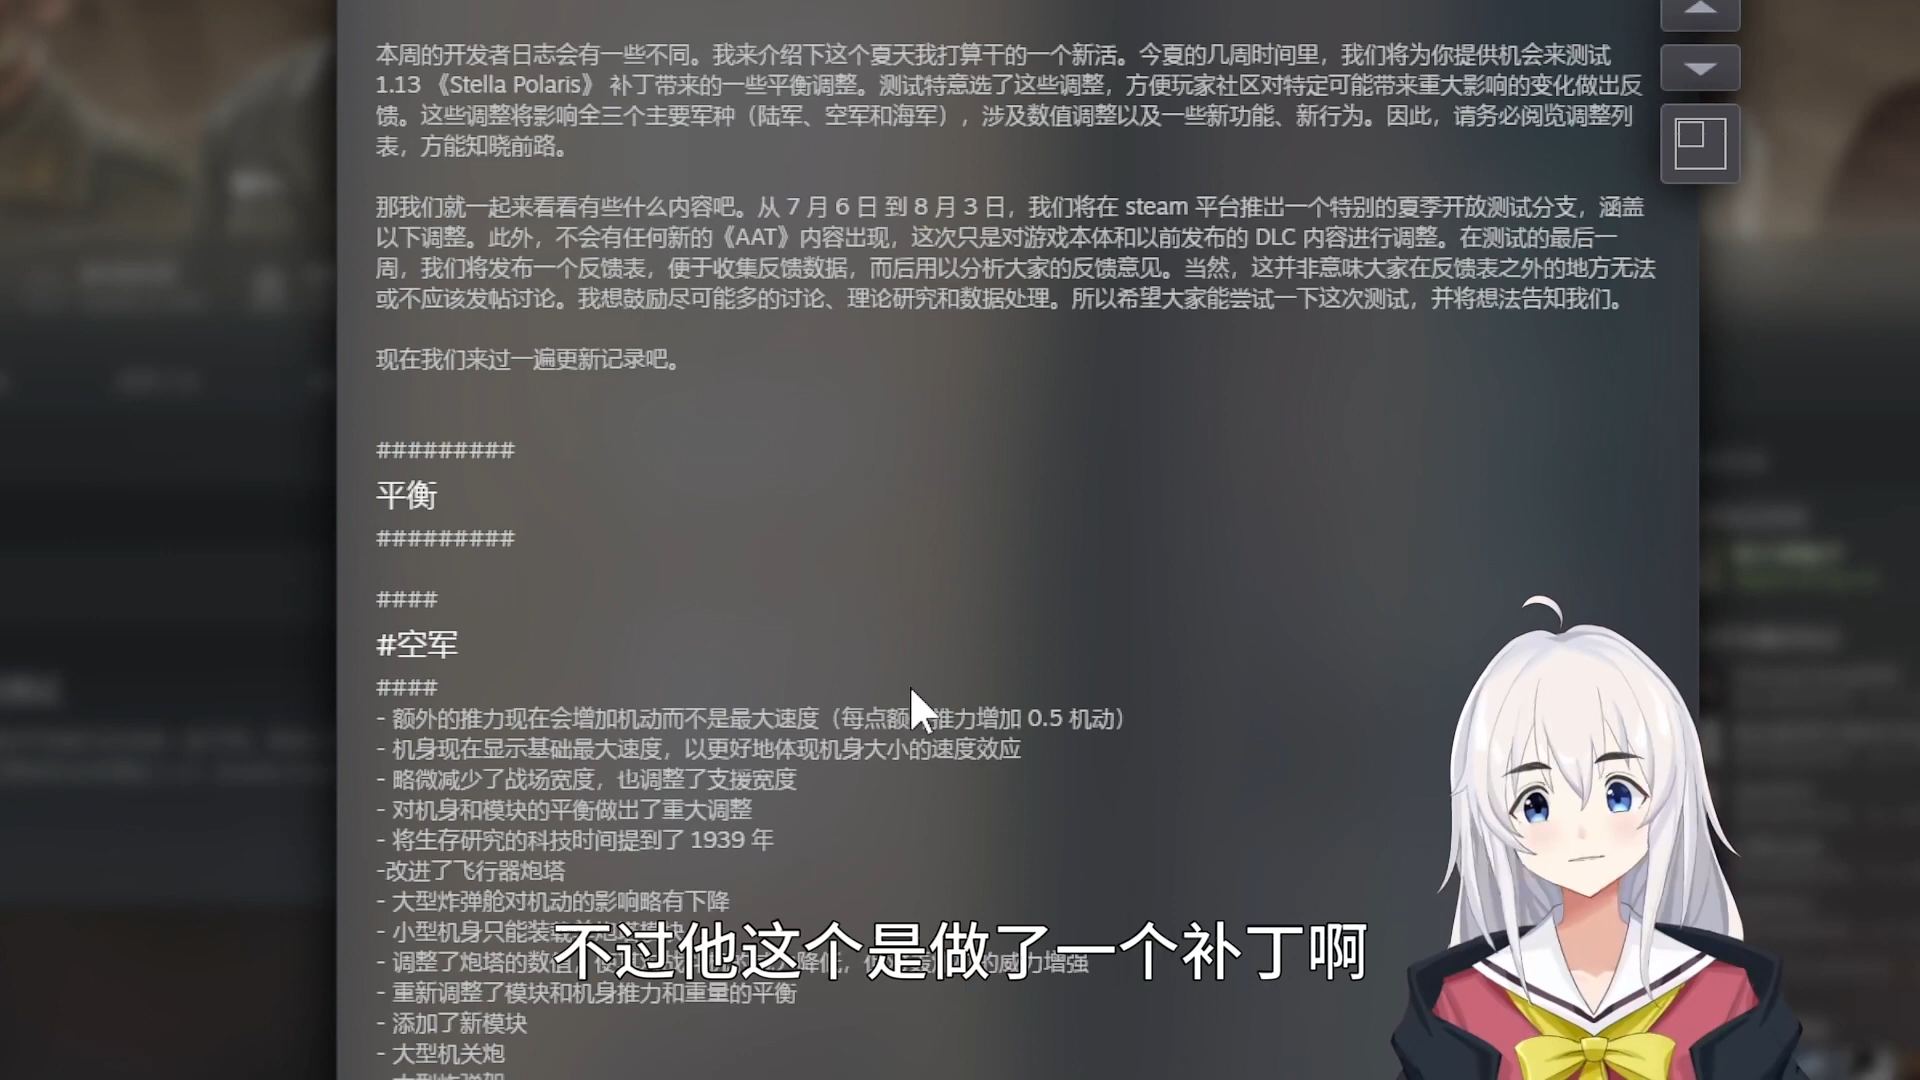 本周的开发者日志会有一些不同。我来介绍下这个夏天我打算干的一个新活。今夏的几周时间里，我们将为你提供机会来测试
1.13 《Stella Polaris》 补丁带来的一些平衡调整。测试特意选了这些调整，方便玩家社区对特定可能带来重大影响的变化做出反
馈。这些调整将影响全三个主要军种（陆军、空军和海军），涉及数值调整以及一些新功能、新行为。因此，请务必阅览调整列
表，方能知晓前路。
那我们就一起来看看有些什么内容吧。从 7 月 6 日 到 8 月 3 日，我们将在 steam 平台推出一个特别的夏季开放测试分支，涵盖
以下调整。此外，不会有任何新的《AAT》内容出现，这次只是对游戏本体和以前发布的 DLC 内容进行调整。在测试的最后一
周，我们将发布一个反馈表，便于收集反馈数据，而后用以分析大家的反馈意见。当然，这并非意味大家在反馈表之外的地方无法
或不应该发帖讨论。我想鼓励尽可能多的讨论、理论研究和数据处理。所以希望大家能尝试一下这次测试，并将想法告知我们。
现在我们来过一遍更新记录吧。
#########
平衡
#########
####
#空军
####
- 额外的推力现在会增加机动而不是最大速度（每点额 推力增加 0.5 机动）
- 机身现在显示基础最大速度，以更好地体现机身大小的速度效应
- 略微减少了战场宽度，也调整了支援宽度
- 对机身和模块的平衡做出了重大调整
- 将生存研究的科技时间提到了 1939 年
-改进了飞行器炮塔
- 大型炸弹舱对机动的影响略有下降
- 小型机身只能装载
不过他这个是做了一个补丁啊
- 调整了炮塔的数值 降低， 的威力增强
- 重新调整了模块和机身推力和重量的平衡
- 添加了新模块
- 大型机关炮